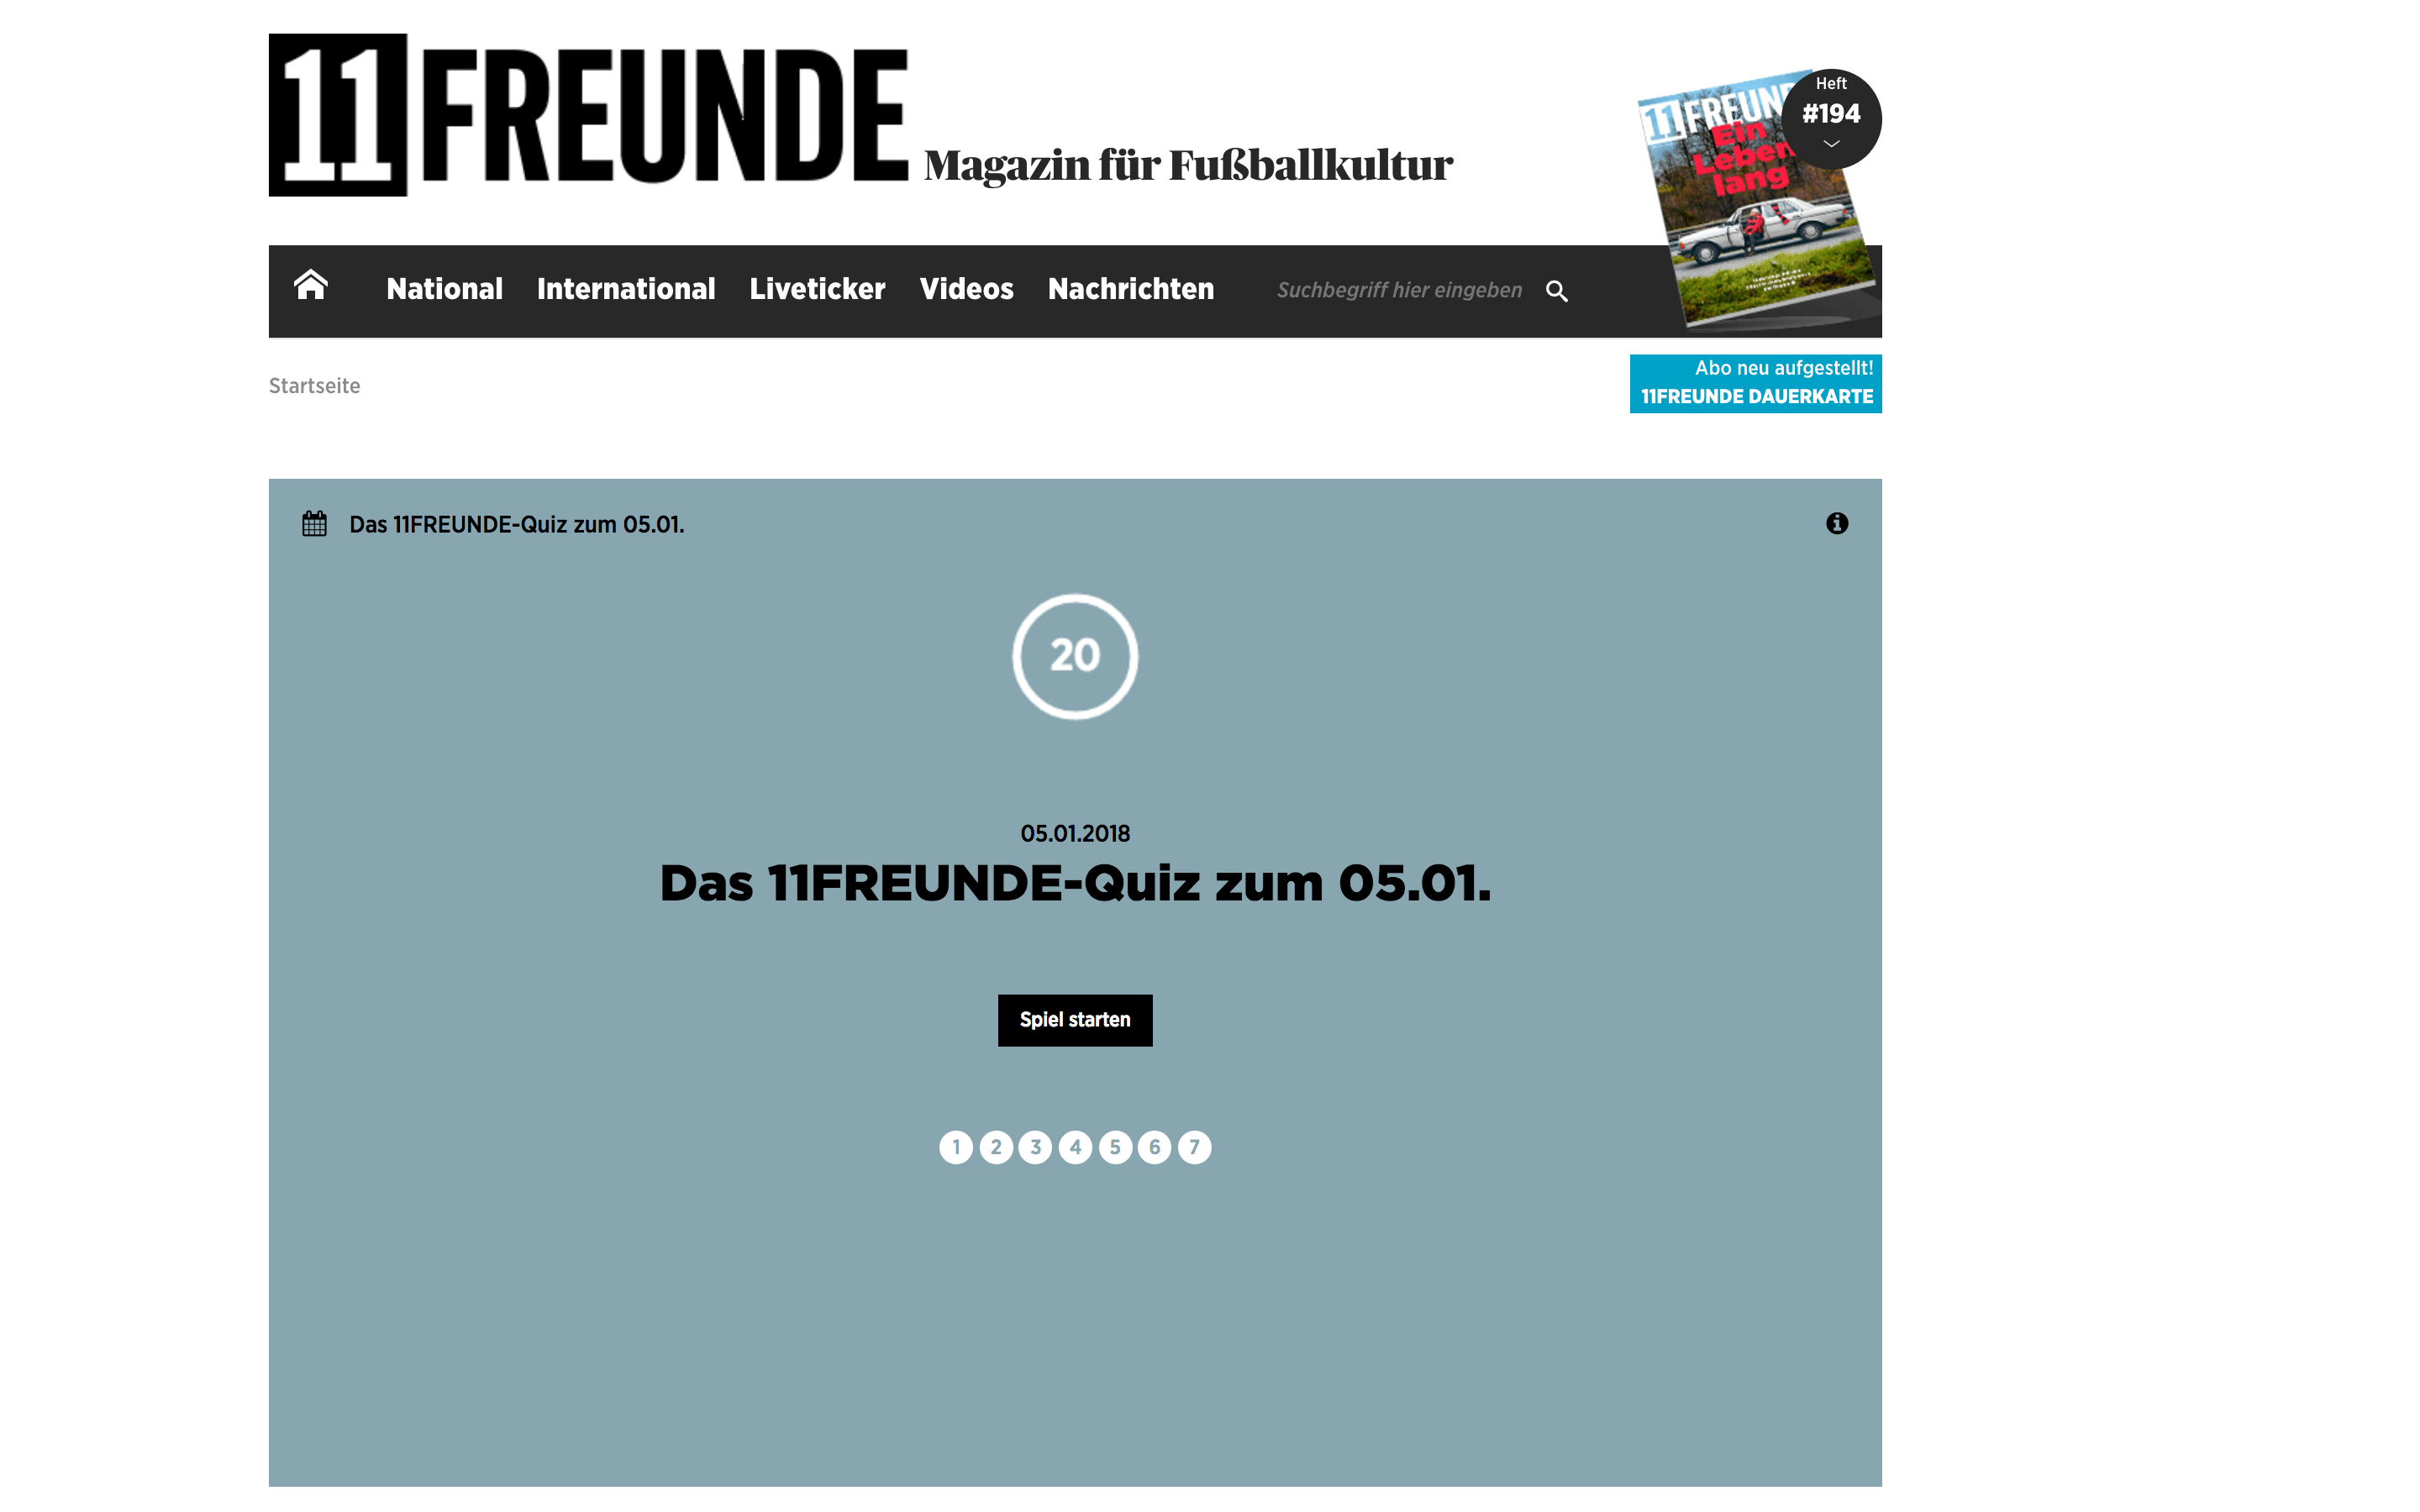 11FREUNDE
Magazin für Fußballkultur
Heft
#194
11FREUND
Ein
Leben
lang
National International Liveticker Videos Nachrichten Suchbegriff hier eingeben
Startseite
Abo neu aufgestellt!
11FREUNDE DAUERKARTE
Das 11FREUNDE-Quiz zum 05.01.
20
05.01.2018
Das 11FREUNDE-Quiz zum 05.01.
Spiel starten
1 2 3 4 5 6 7